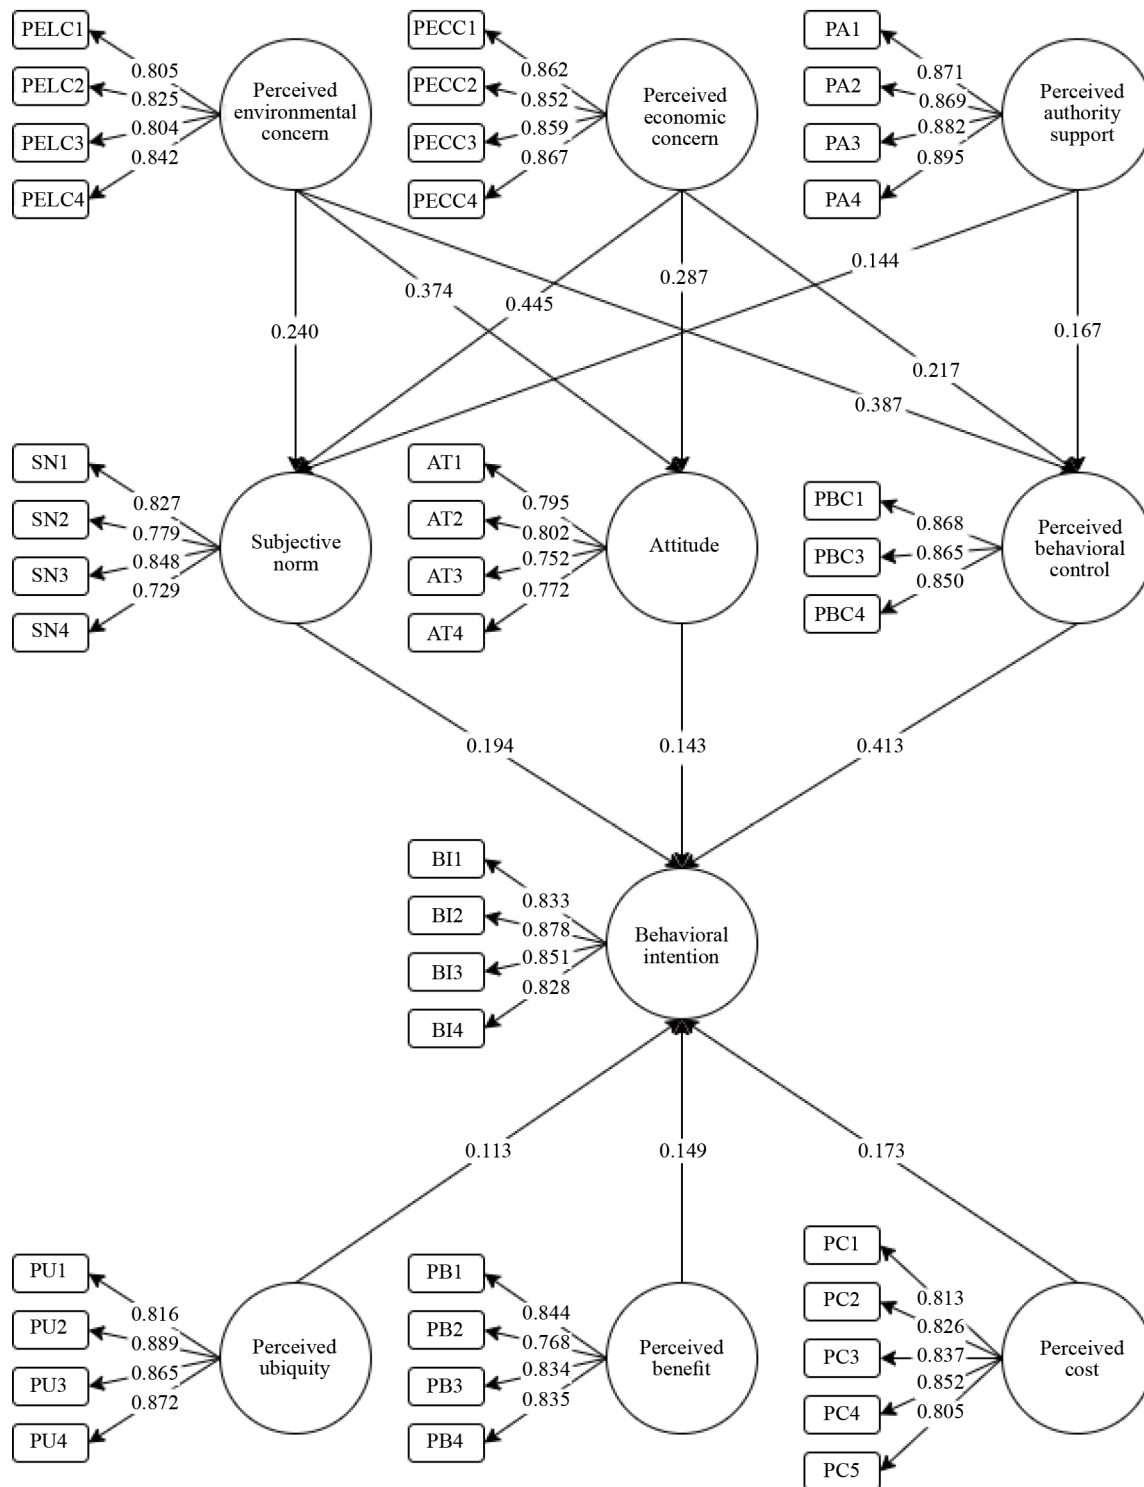 PELC1
PELC2
PELC3
PELC4
0.805
0.825
0.804
0.842
Perceived
environmental
concern
PECC1
PECC2
PECC3
PECC4
0.862
0.852
0.859
0.867
Perceived
economic
concern
PA1
PA2
PA3
PA4
0.871
0.869
0.882
0.895
Perceived
authority
support
0.240
0.374
0.445
0.287
0.144
0.167
0.217
0.387
SN1
SN2
SN3
SN4
0.827
0.779
0.848
0.729
Subjective
norm
AT1
AT2
AT3
AT4
0.795
0.802
0.752
0.772
Attitude
PBC1
PBC3
PBC4
0.868
0.865
0.850
Perceived
behavioral
control
0.194
0.143
0.413
BI1
BI2
BI3
BI4
0.833
0.878
0.851
0.828
Behavioral
intention
0.113
0.149
0.173
PU1
PU2
PU3
PU4
0.816
0.889
0.865
0.872
Perceived
ubiquity
PB1
PB2
PB3
PB4
0.844
0.768
0.834
0.835
Perceived
benefit
PC1
PC2
PC3
PC4
PC5
0.813
0.826
0.837
0.852
0.805
Perceived
cost